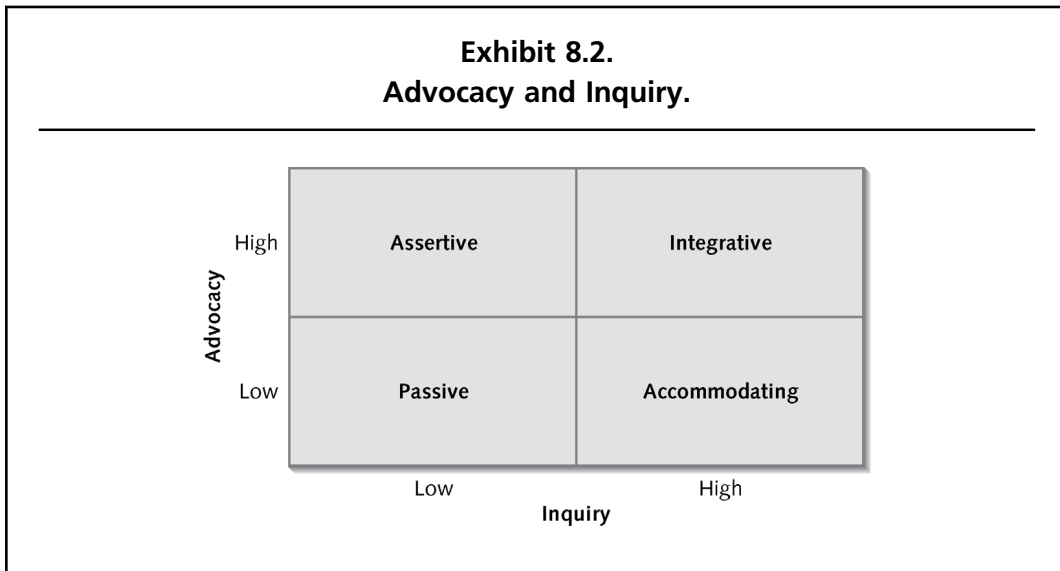 Exhibit 8.2.
Advocacy and Inquiry.
High
Assertive
Integrative
Advocacy
Low
Passive
Accommodating
Low
High
Inquiry